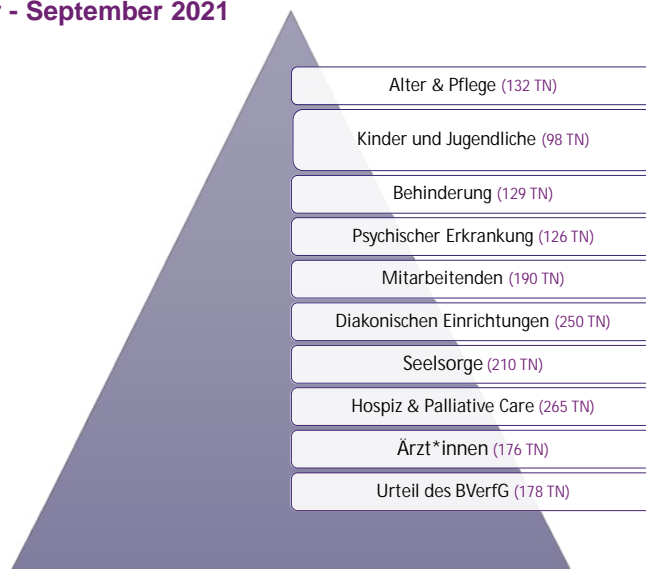 - September 2021
Alter & Pflege (132 TN)
Kinder und Jugendliche (98 TN)
Behinderung (129 TN)
Psychischer Erkrankung (126 TN)
Mitarbeitenden (190 TN)
Diakonischen Einrichtungen (250 TN)
Seelsorge (210 TN)
Hospiz & Palliative Care (265 TN)
Ärzt*innen (176 TN)
Urteil des BVerfG (178 TN)